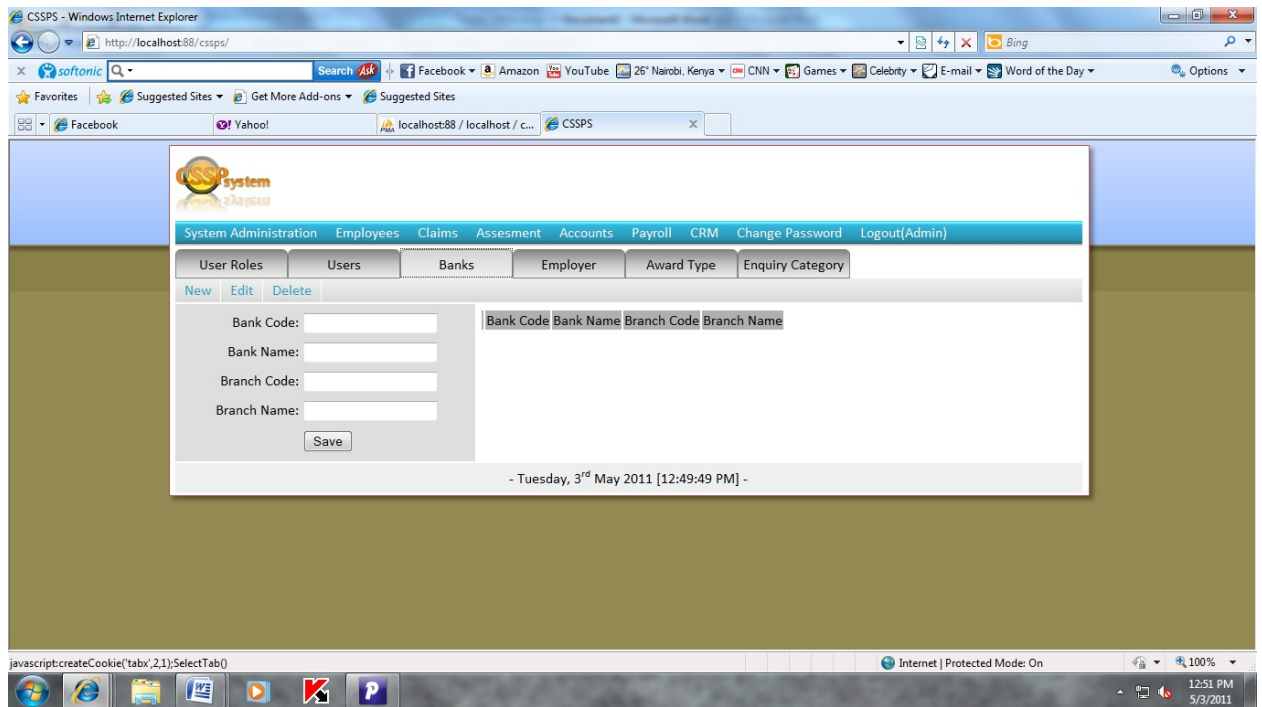 CSSPS - Windows Internet Explorer
http://localhost:88/cssps/ Bing
x softonic Search Ask Facebook Amazon YouTube 26° Nairobi, Kenya CNN Games Celebrity E-mail Word of the Day Options
Favorites Suggested Sites Get More Add-ons Suggested Sites
Facebook Yahoo! localhost:88 / localhost / c... CSSPS X
CSSPsystem
System Administration Employees Claims Assesment Accounts Payroll CRM Change Password Logout(Admin)
User Roles Users Banks Employer Award Type Enquiry Category
New Edit Delete
Bank Code: Bank Code Bank Name Branch Code Branch Name
Bank Name:
Branch Code:
Branch Name:
Save
- Tuesday, 3rd May 2011 [12:49:49 PM] -
javascript:createCookie('tabx',2,1);SelectTab() Internet | Protected Mode: On 100%
12:51 PM
5/3/2011